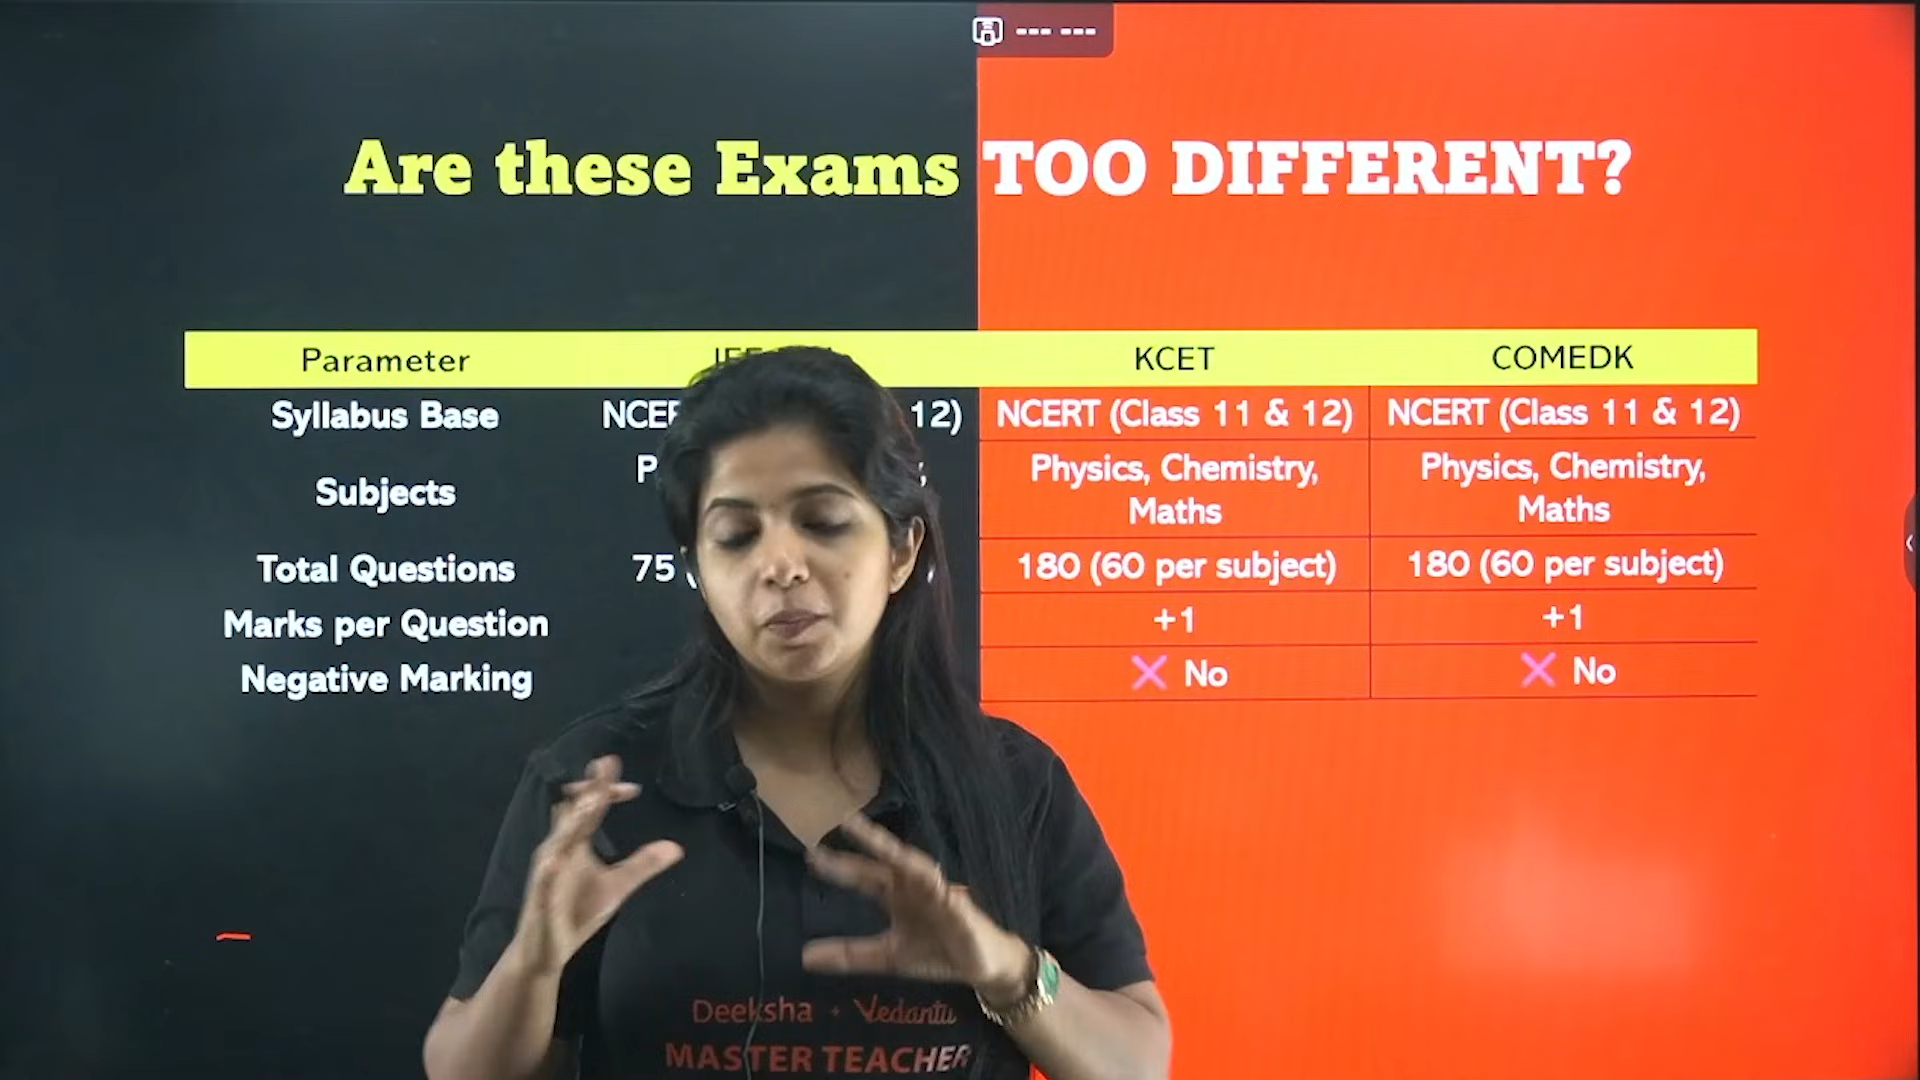 Are these Exams TOO DIFFERENT?
Parameter KCET COMEDK
Syllabus Base 12) NCERT (Class 11 & 12) NCERT (Class 11 & 12)
Subjects Physics, Chemistry, Maths Physics, Chemistry, Maths
Total Questions 75 180 (60 per subject) 180 (60 per subject)
Marks per Question +1 +1
Negative Marking ❌ No ❌ No
Deeksha · Vedantu
MASTER TEACHER